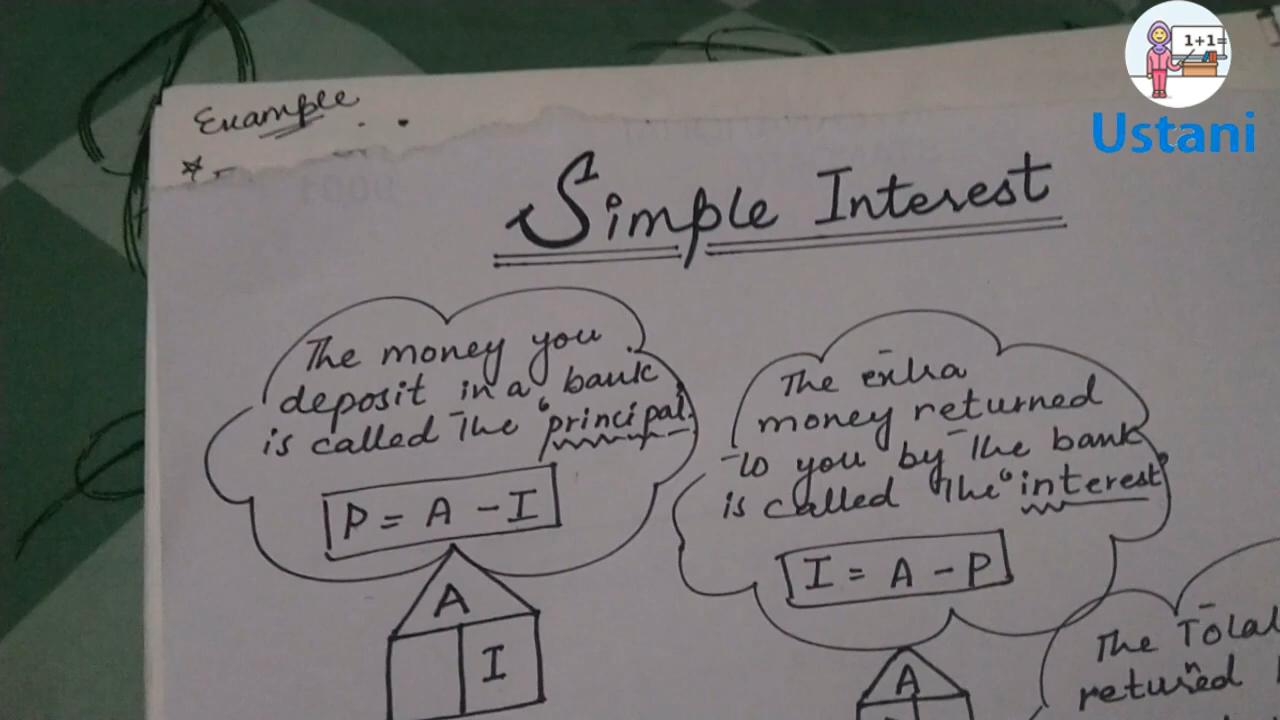 1+1=
Ustani
Example
Simple Interest
The money you
deposit in a bank
is called the "principal.
P = A - I
A
I
The extra
money returned
to you by the bank
is called the "interest"
I = A - P
A
The Total
returned